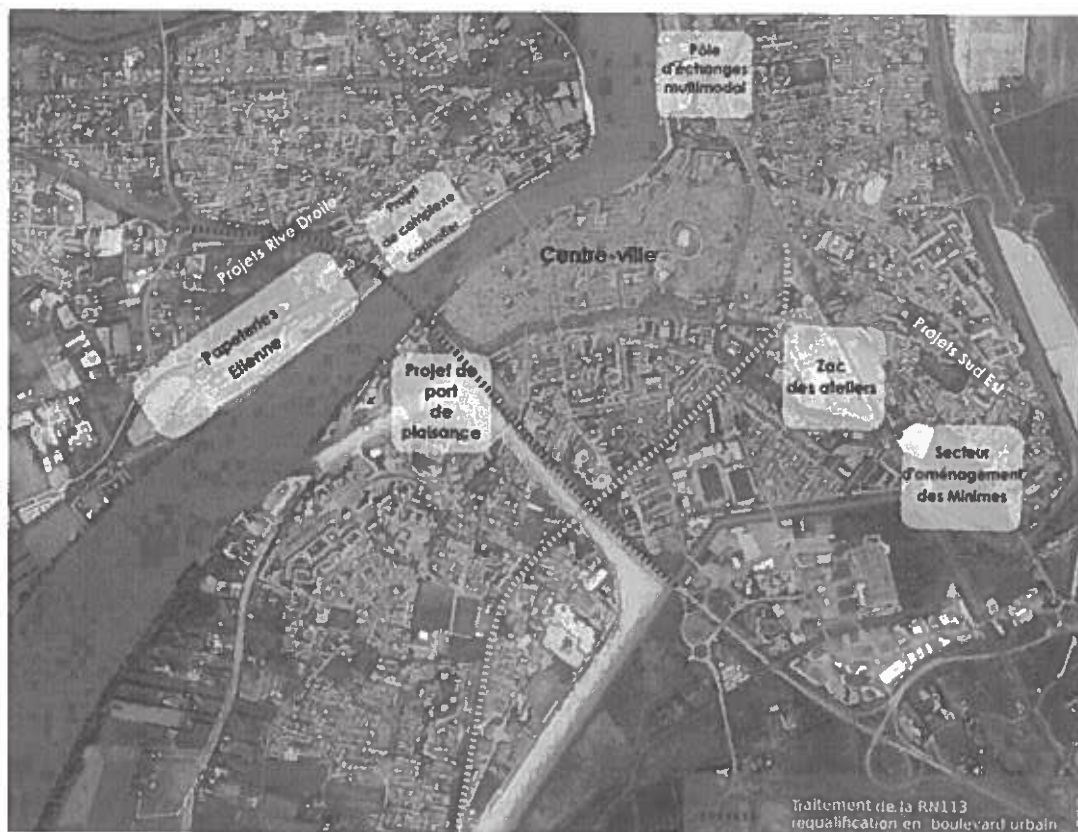 Pôle
d'échanges
multimodal
Projet
de complexe
Projets Rive Droite
Centre-ville
Papeteries
Etienne
Projet de
port
de
plaisance
Zac
des ateliers
Projets Sud Est
Secteur
d'aménagement
des Minimes
Traitement de la RN113
requalification en boulevard urbain